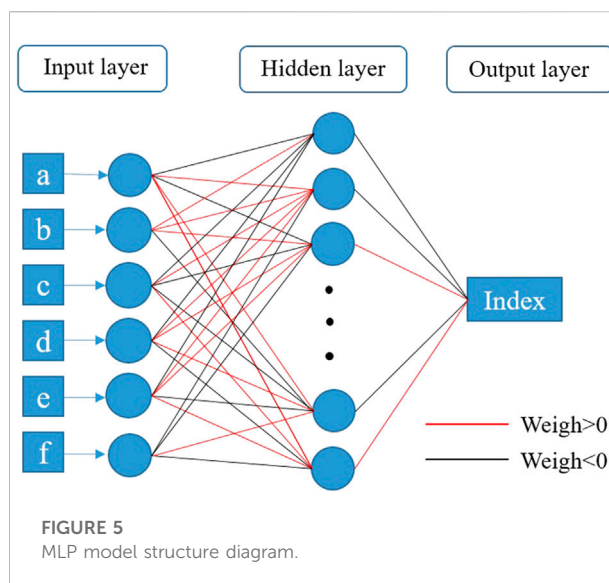 Input layer
Hidden layer
Output layer
a
b
c
d
e
f
Index
Weigh>0
Weigh<0
FIGURE 5
MLP model structure diagram.